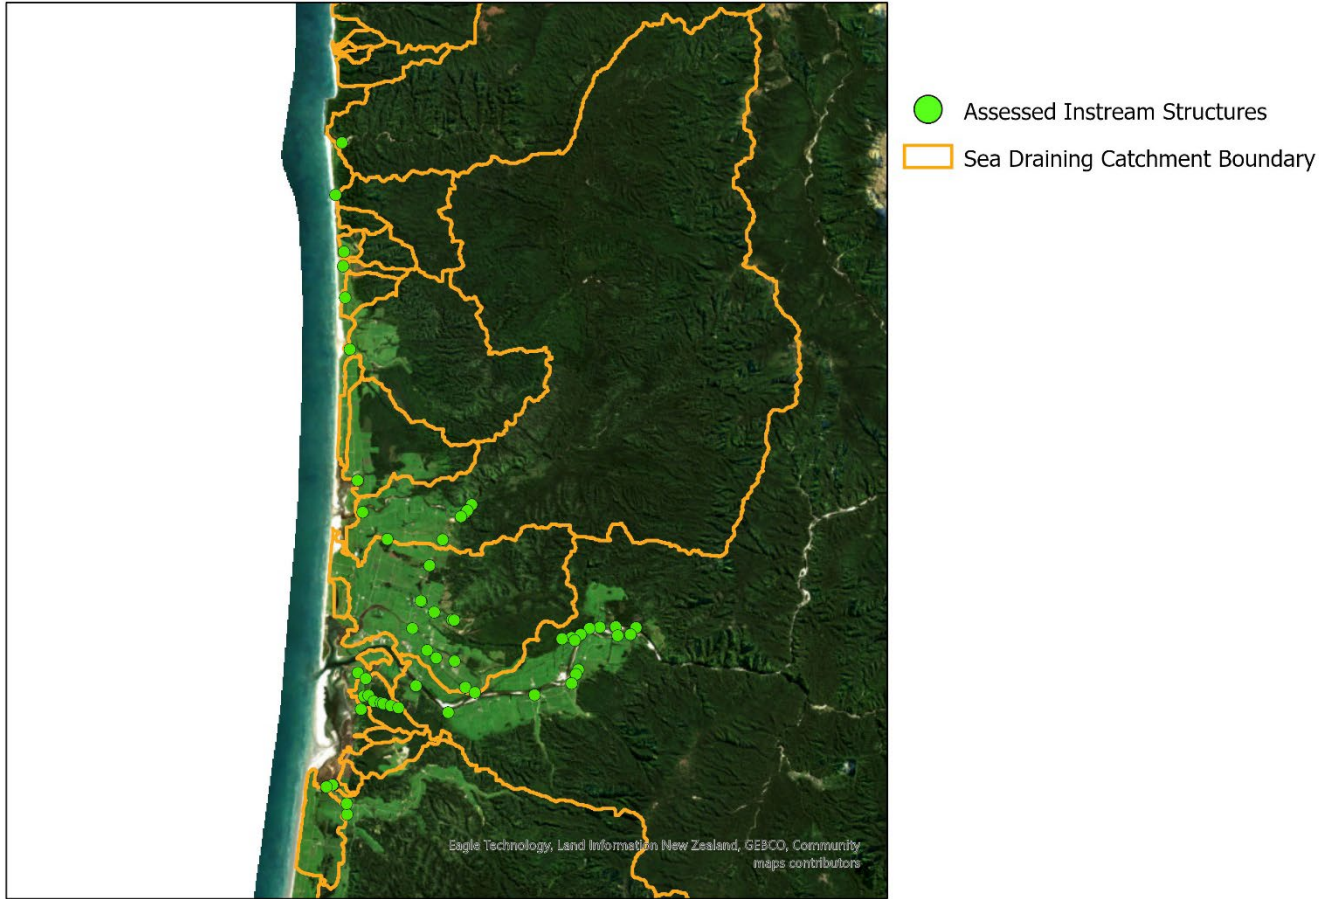 Assessed Instream Structures
Sea Draining Catchment Boundary
Eagle Technology, Land Information New Zealand, GEBCO, Community
maps contributors